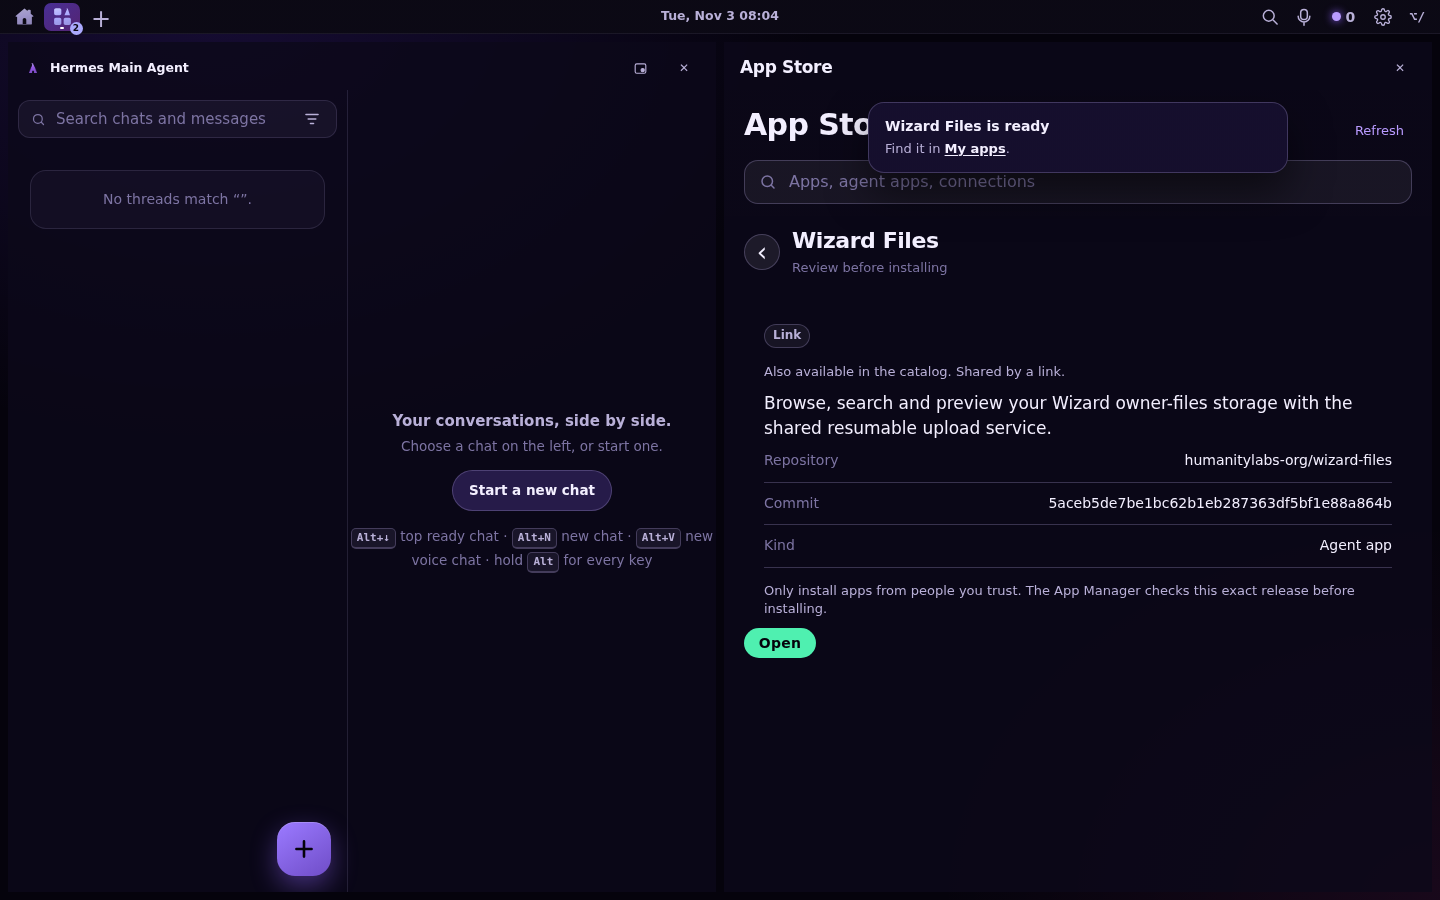 2
Tue, Nov 3 08:04
0
⌥/
Hermes Main Agent
Search chats and messages
No threads match “”.
Your conversations, side by side.
Choose a chat on the left, or start one.
Start a new chat
Alt+↓ top ready chat · Alt+N new chat · Alt+V new
voice chat · hold Alt for every key
App Store
App Sto
Wizard Files is ready
Find it in My apps.
Refresh
Apps, agent apps, connections
Wizard Files
Review before installing
Link
Also available in the catalog. Shared by a link.
Browse, search and preview your Wizard owner-files storage with the
shared resumable upload service.
Repository humanitylabs-org/wizard-files
Commit 5aceb5de7be1bc62b1eb287363df5bf1e88a864b
Kind Agent app
Only install apps from people you trust. The App Manager checks this exact release before
installing.
Open